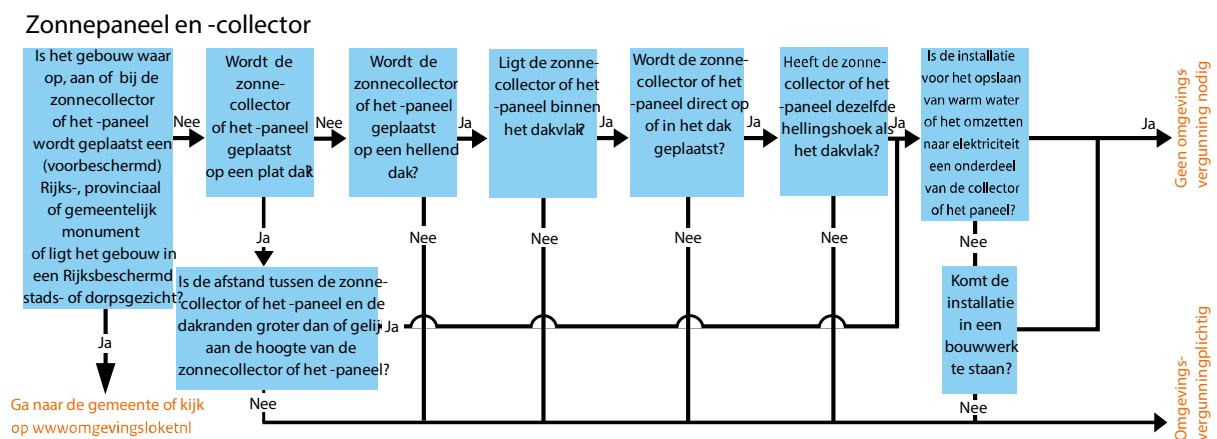 Zonnepaneel en -collector
Is het gebouw waar
op, aan of bij de
zonnecollector
of het -paneel
wordt geplaatst een
(voorbeschermd)
Rijks-, provinciaal
of gemeentelijk
monument
of ligt het gebouw in
een Rijksbeschermd
stads- of dorpsgezicht?
Nee
Ja
Ga naar de gemeente of kijk
op wwwomgevingsloketnl
Wordt de
zonne-
collector
of het -paneel
geplaatst
op een plat dak?
Nee
Ja
Is de afstand tussen de zonne-
collector of het -paneel en de
dakranden groter dan of gelij
aan de hoogte van de
zonnecollector of het -paneel?
Ja
Nee
Wordt de
zonnecollector
of het -paneel
geplaatst
op een hellend
dak?
Ja
Nee
Ligt de zonne-
collector of het
-paneel binnen
het dakvlak?
Ja
Nee
Wordt de zonne-
collector of het
-paneel direct op
of in het dak
geplaatst?
Ja
Nee
Heeft de zonne-
collector of het
-paneel dezelfde
hellingshoek als
het dakvlak?
Ja
Nee
Is de installatie
voor het opslaan
van warm water
of het omzetten
naar elektriciteit
een onderdeel
van de collector
of het paneel?
Ja
Nee
Komt de
installatie
in een
bouwwerk
te staan?
Nee
Geen omgevings-
vergunning nodig
Omgevings-
vergunningplichtig